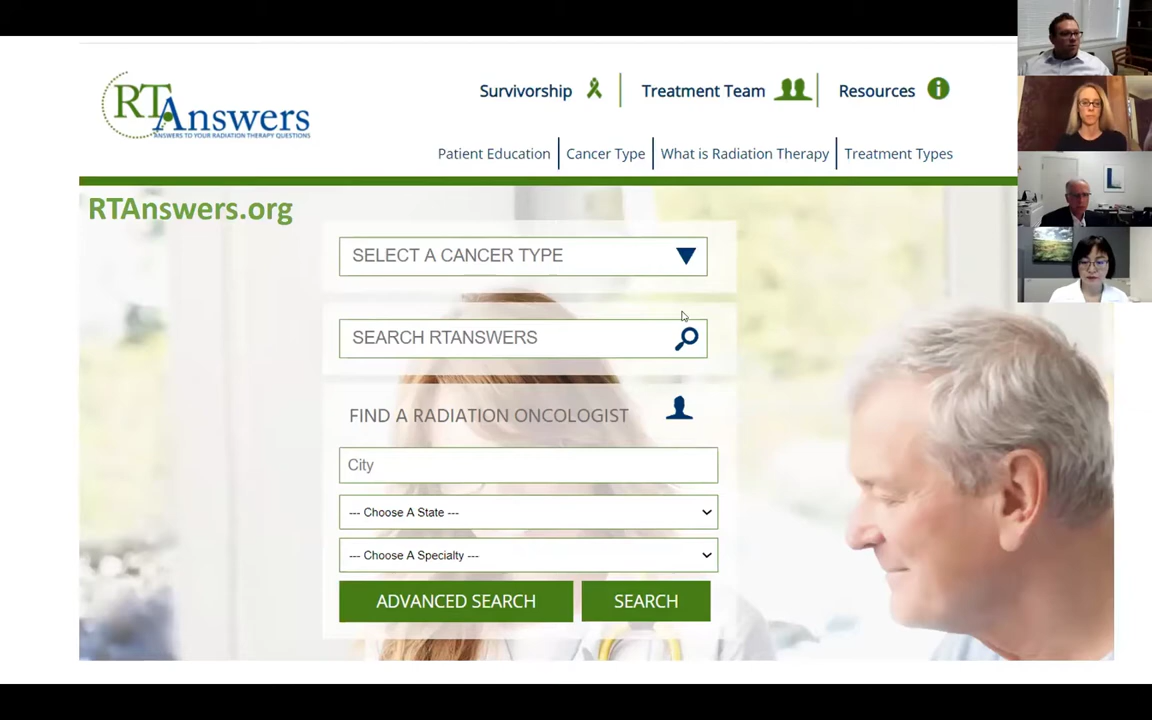 Survivorship
Treatment Team
Resources
RTAnswers
ANSWERS TO YOUR RADIATION THERAPY QUESTIONS
Patient Education
Cancer Type
What is Radiation Therapy
Treatment Types
RTAnswers.org
SELECT A CANCER TYPE
SEARCH RTANSWERS
FIND A RADIATION ONCOLOGIST
City
--- Choose A State ---
--- Choose A Specialty ---
ADVANCED SEARCH
SEARCH